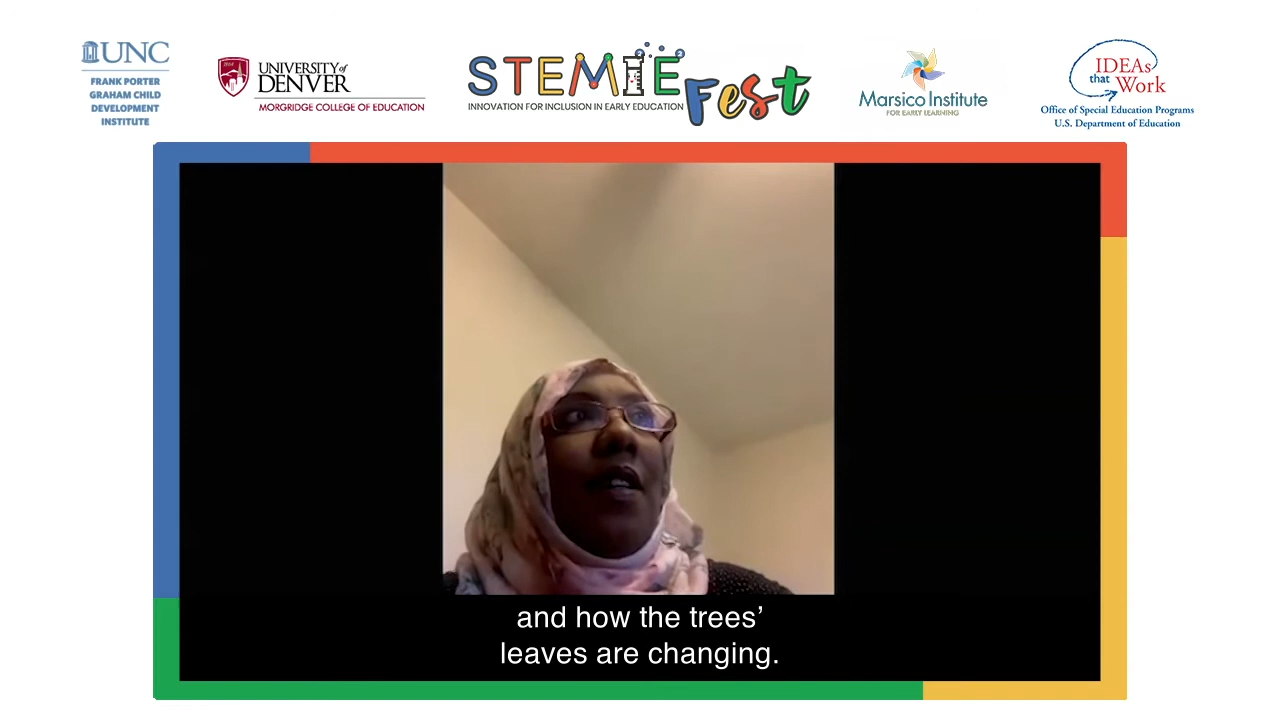 UNC
FRANK PORTER
GRAHAM CHILD
DEVELOPMENT
INSTITUTE
1864
UNIVERSITY of
DENVER
MORGRIDGE COLLEGE OF EDUCATION
STEMIE Fest
INNOVATION FOR INCLUSION IN EARLY EDUCATION
Marsico Institute
FOR EARLY LEARNING
IDEAs
that Work
Office of Special Education Programs
U.S. Department of Education
and how the trees’
leaves are changing.